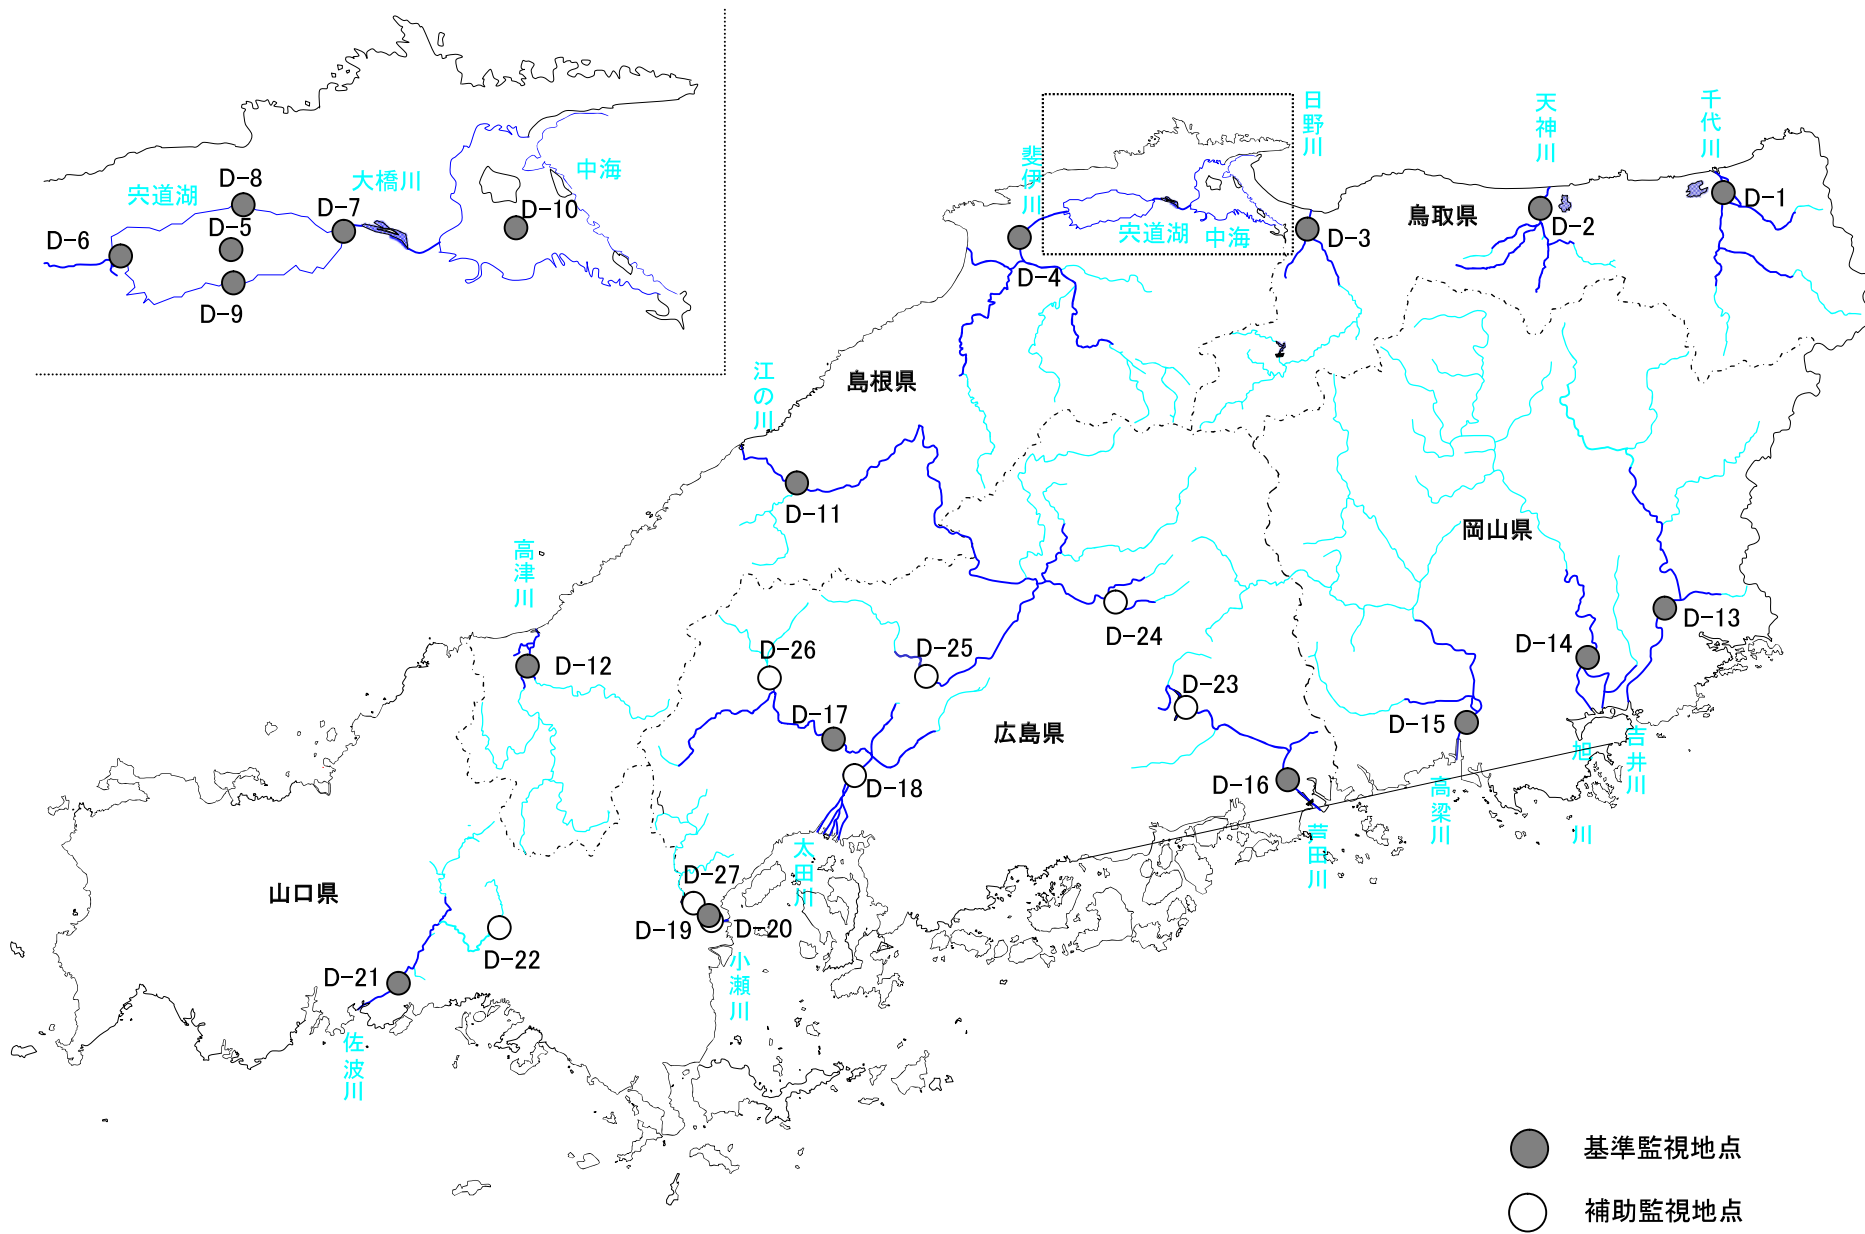 宍道湖
大橋川
中海
D-8
D-7
D-5
D-10
D-6
D-9
斐伊川
日野川
天神川
千代川
宍道湖
中海
鳥取県
D-1
D-2
D-3
D-4
江の川
島根県
D-11
高津川
岡山県
D-12
D-26
D-25
D-24
D-13
D-14
D-23
D-17
D-15
広島県
D-18
D-16
旭川
吉井川
高梁川
芦田川
太田川
山口県
D-27
D-19
D-20
D-22
D-21
小瀬川
佐波川
基準監視地点
補助監視地点